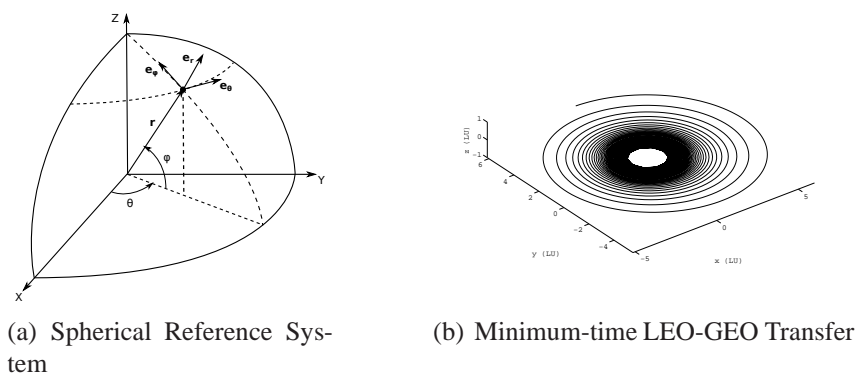 Z
e_r
e_φ
e_θ
r
φ
Y
θ
X
z (LU)
1
0
-1
6
4
2
0
-2
-4
y (LU)
-5
0
5
x (LU)
(a) Spherical Reference Sys-
tem
(b) Minimum-time LEO-GEO Transfer